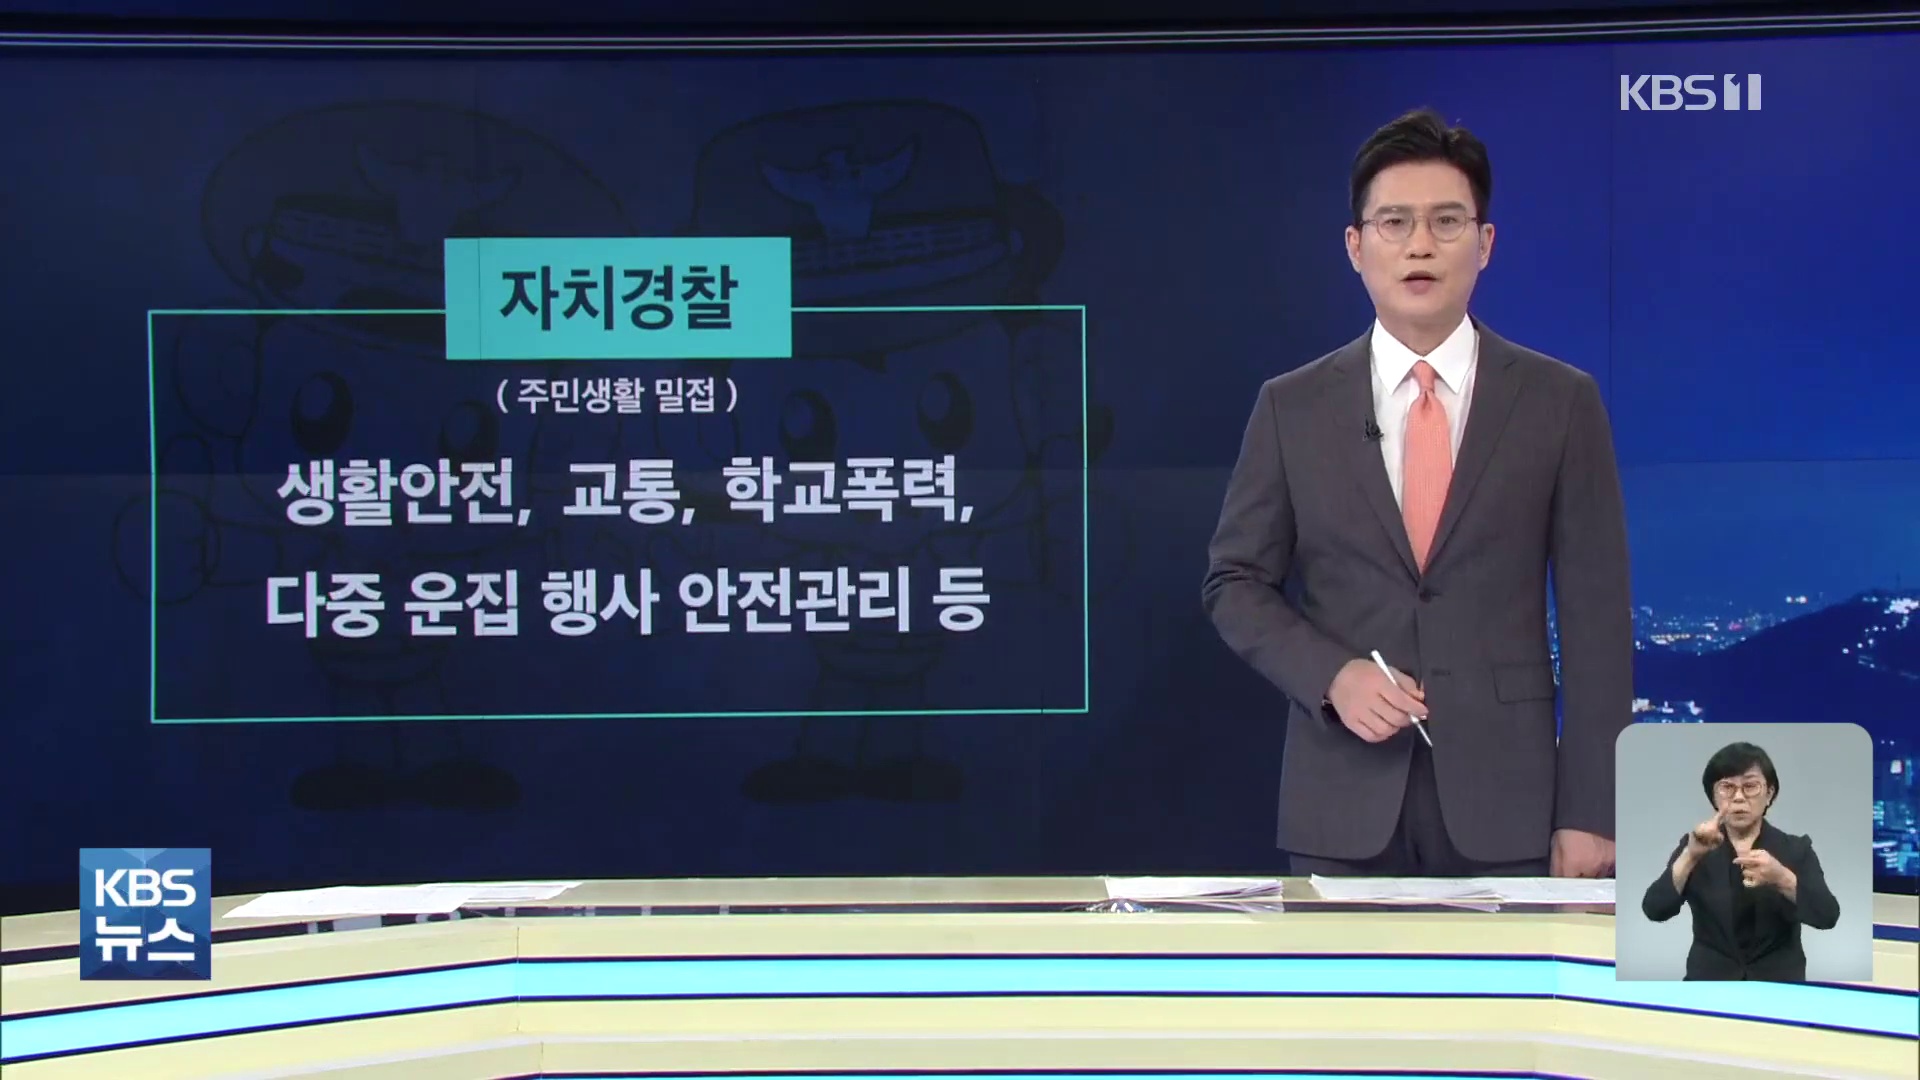 KBS 1
자치경찰
( 주민생활 밀접 )
생활안전, 교통, 학교폭력,
다중 운집 행사 안전관리 등
KBS
뉴스